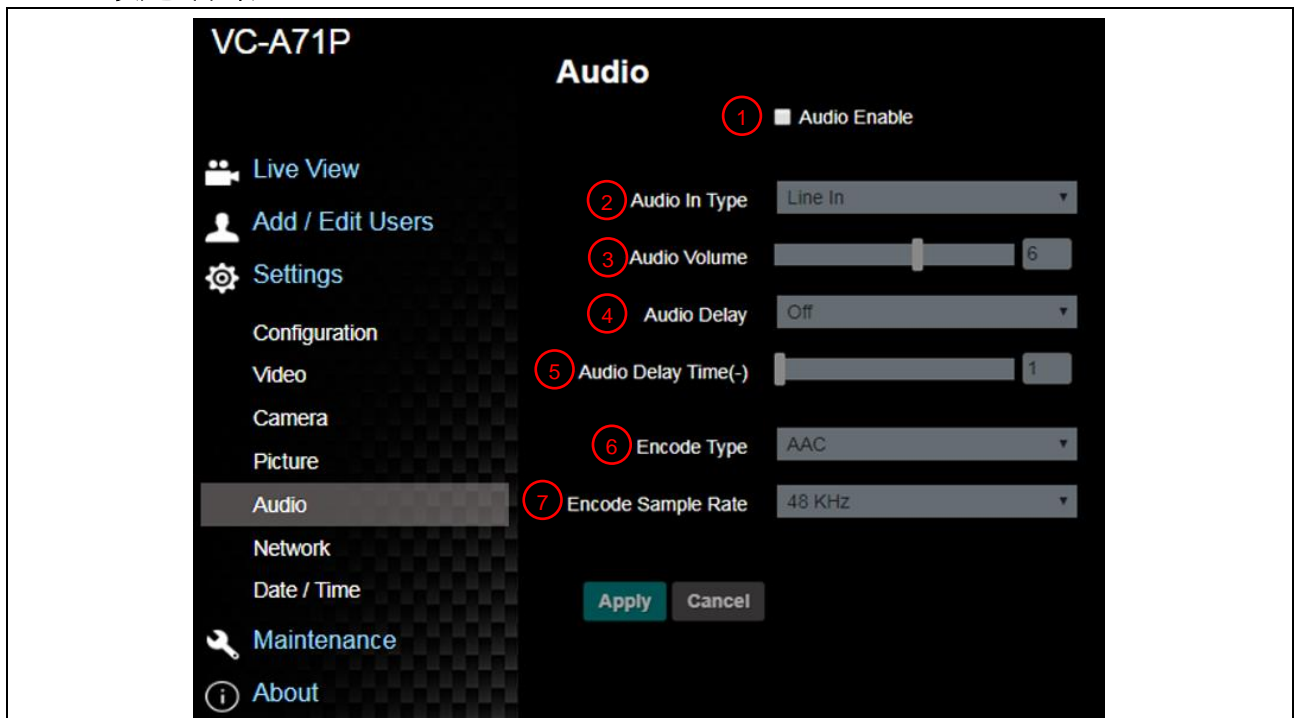 VC-A71P
Audio
1 Audio Enable
Live View
Add / Edit Users
Settings
Configuration
Video
Camera
Picture
Audio
Network
Date / Time
Maintenance
About
2 Audio In Type Line In
3 Audio Volume 6
4 Audio Delay Off
5 Audio Delay Time(-) 1
6 Encode Type AAC
7 Encode Sample Rate 48 KHz
Apply Cancel